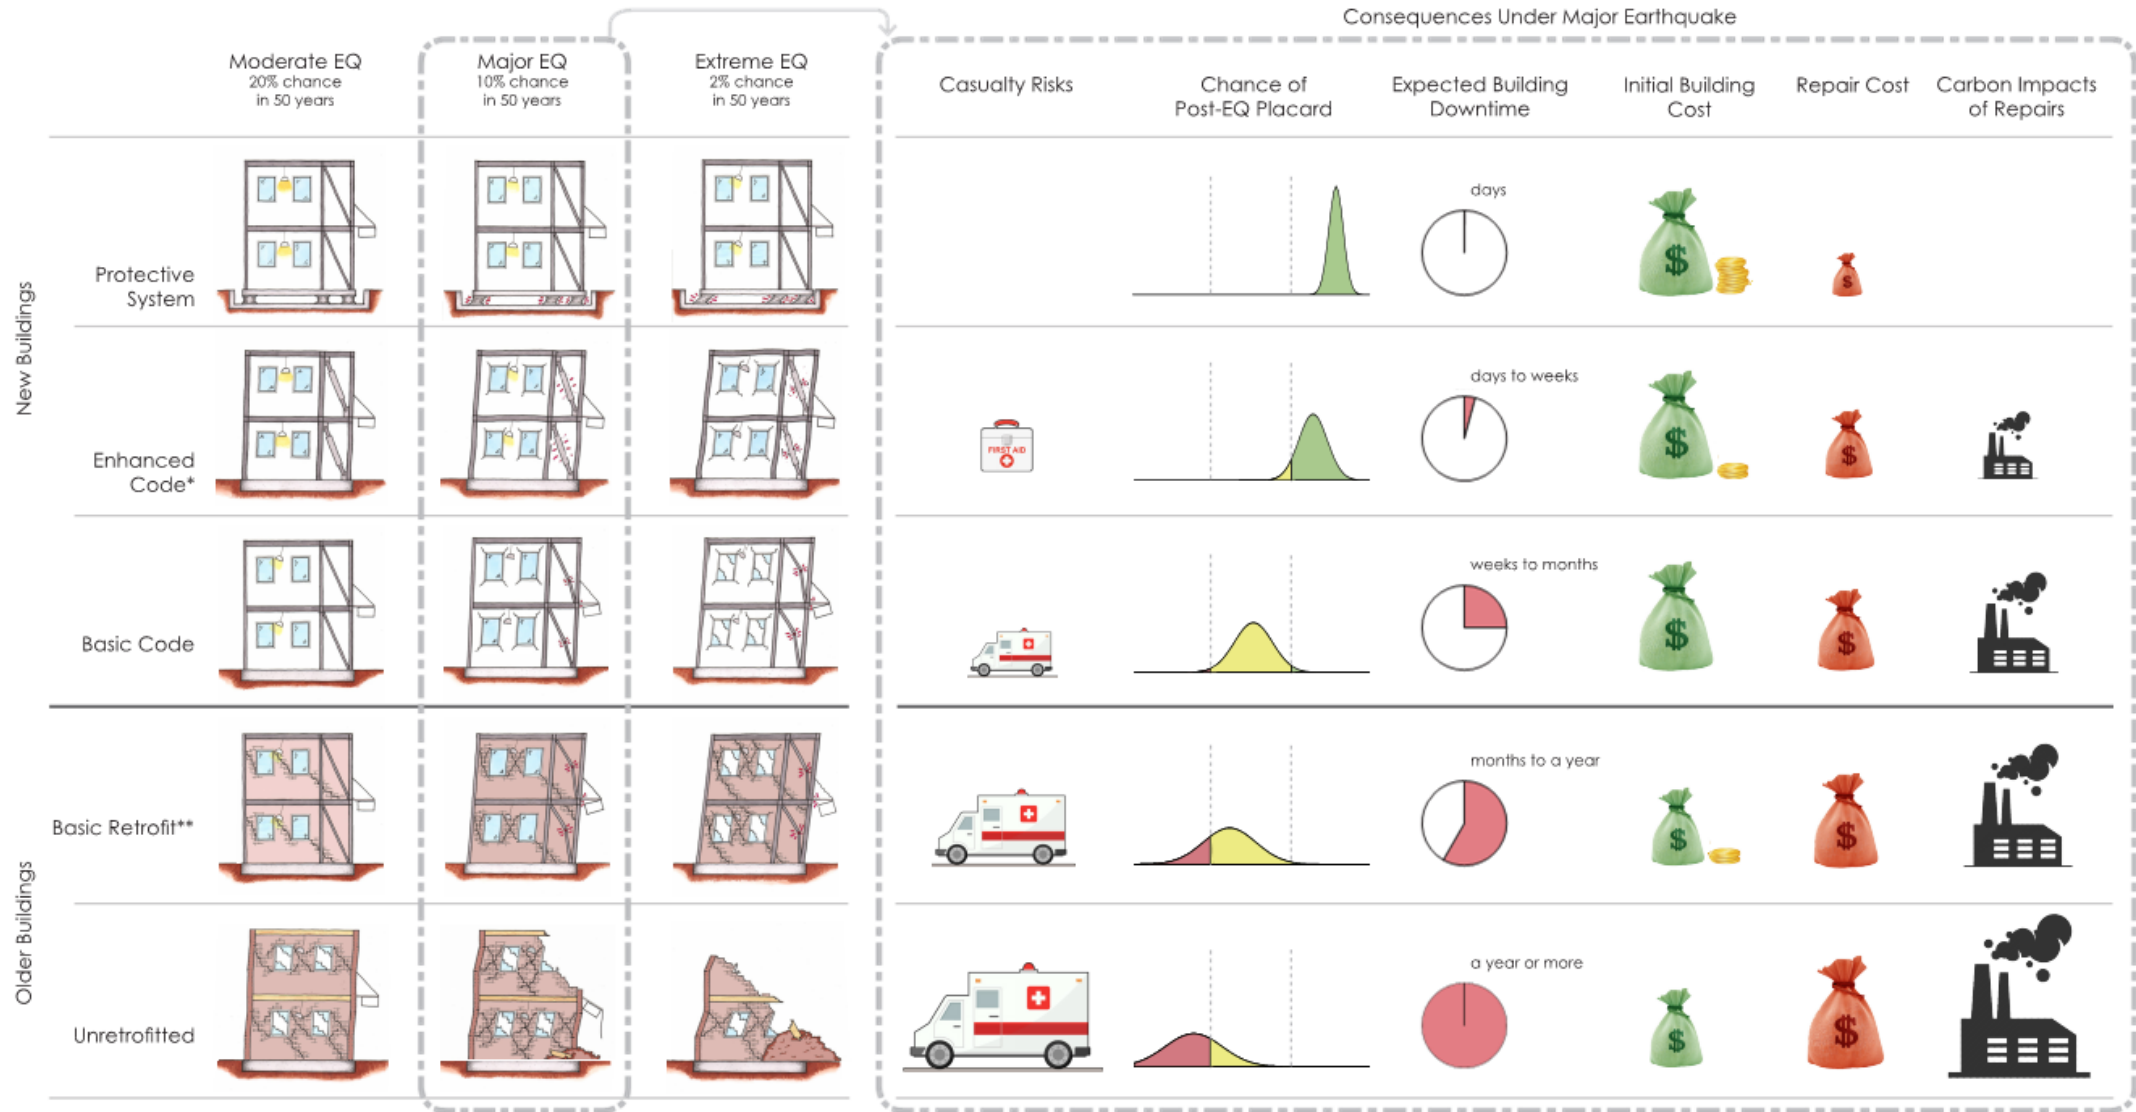 Consequences Under Major Earthquake
Moderate EQ
20% chance
in 50 years
Major EQ
10% chance
in 50 years
Extreme EQ
2% chance
in 50 years
Casualty Risks
Chance of
Post-EQ Placard
Expected Building
Downtime
Initial Building
Cost
Repair Cost
Carbon Impacts
of Repairs
New Buildings
Protective
System
days
$
$
Enhanced
Code*
FIRST AID
days to weeks
$
$
Basic Code
weeks to months
$
$
Older Buildings
Basic Retrofit**
months to a year
$
$
Unretrofitted
a year or more
$
$